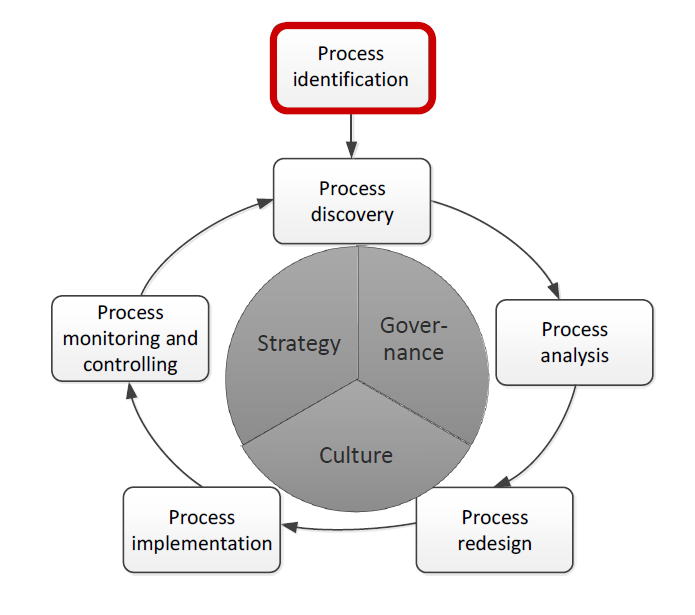 Process
identification
Process
discovery
Process
analysis
Process
redesign
Process
implementation
Process
monitoring and
controlling
Strategy
Gover-
nance
Culture